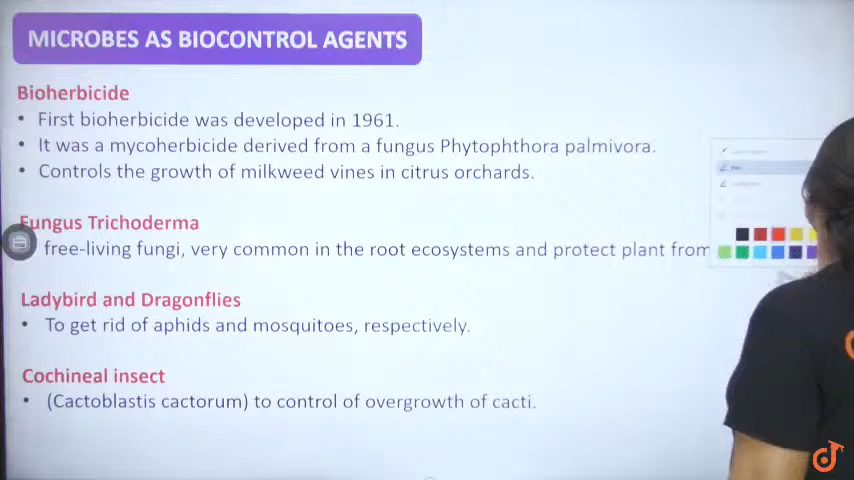 MICROBES AS BIOCONTROL AGENTS
Bioherbicide
• First bioherbicide was developed in 1961.
• It was a mycoherbicide derived from a fungus Phytophthora palmivora.
• Controls the growth of milkweed vines in citrus orchards.
Fungus Trichoderma
free-living fungi, very common in the root ecosystems and protect plant from
Ladybird and Dragonflies
• To get rid of aphids and mosquitoes, respectively.
Cochineal insect
• (Cactoblastis cactorum) to control of overgrowth of cacti.